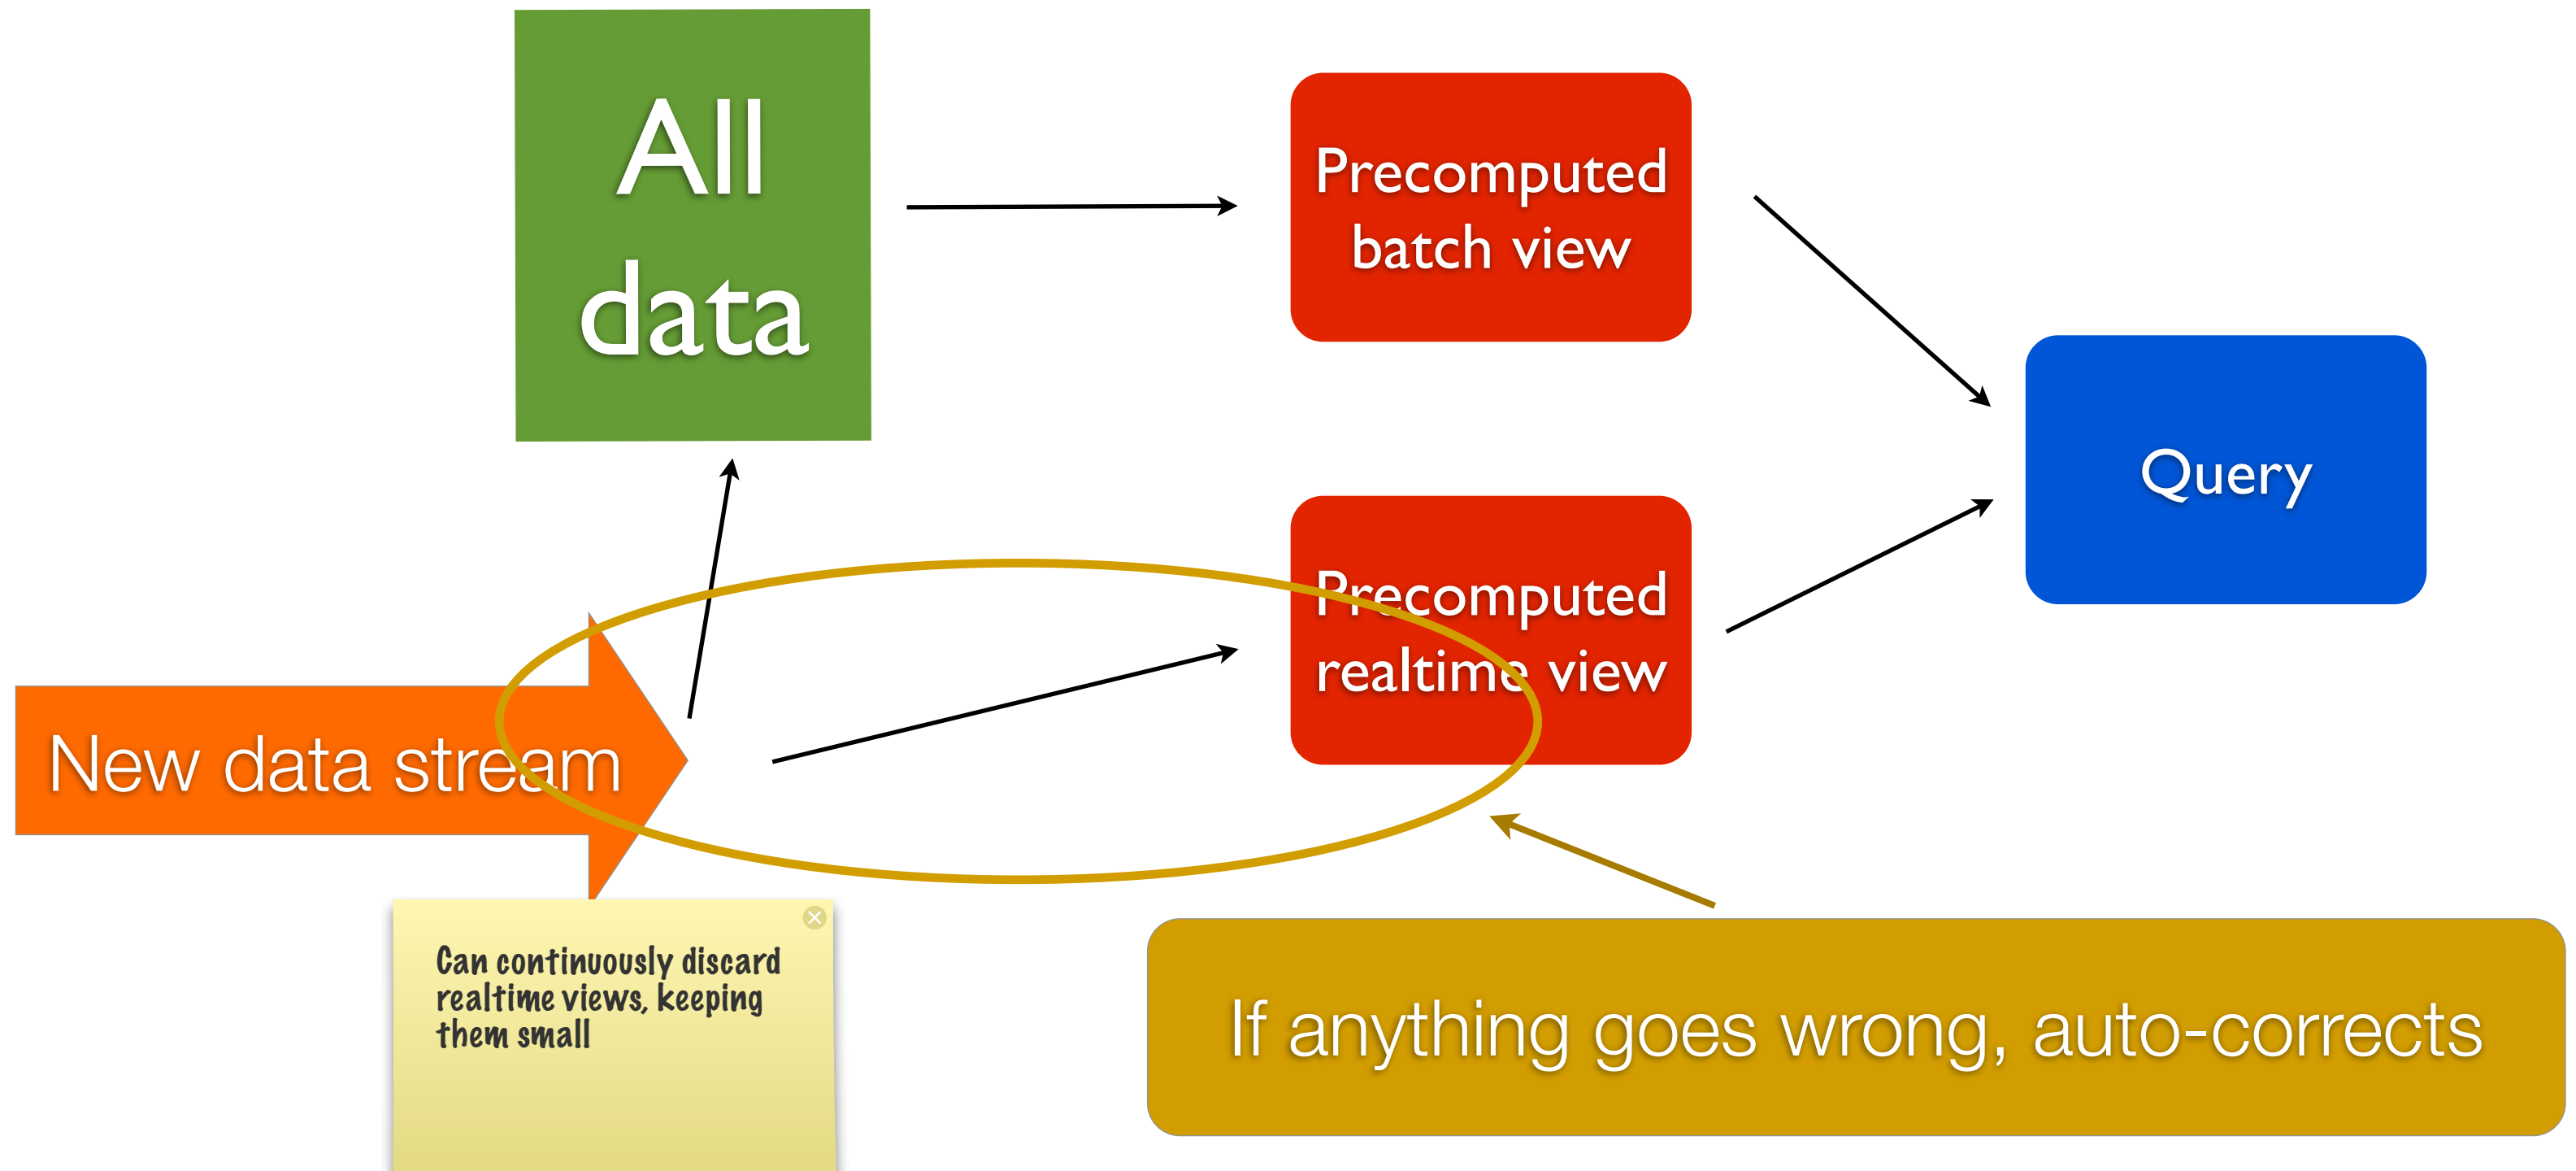 All
data
Precomputed
batch view
Query
Precomputed
realtime view
New data stream
Can continuously discard
realtime views, keeping
them small
If anything goes wrong, auto-corrects